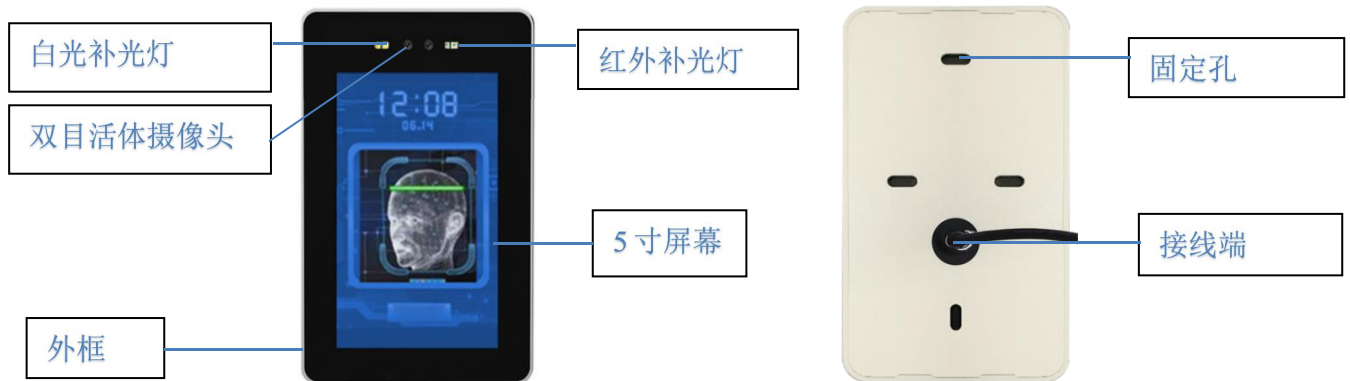 白光补光灯
双目活体摄像头
外框
12:08
06.14
红外补光灯
5 寸屏幕
固定孔
接线端